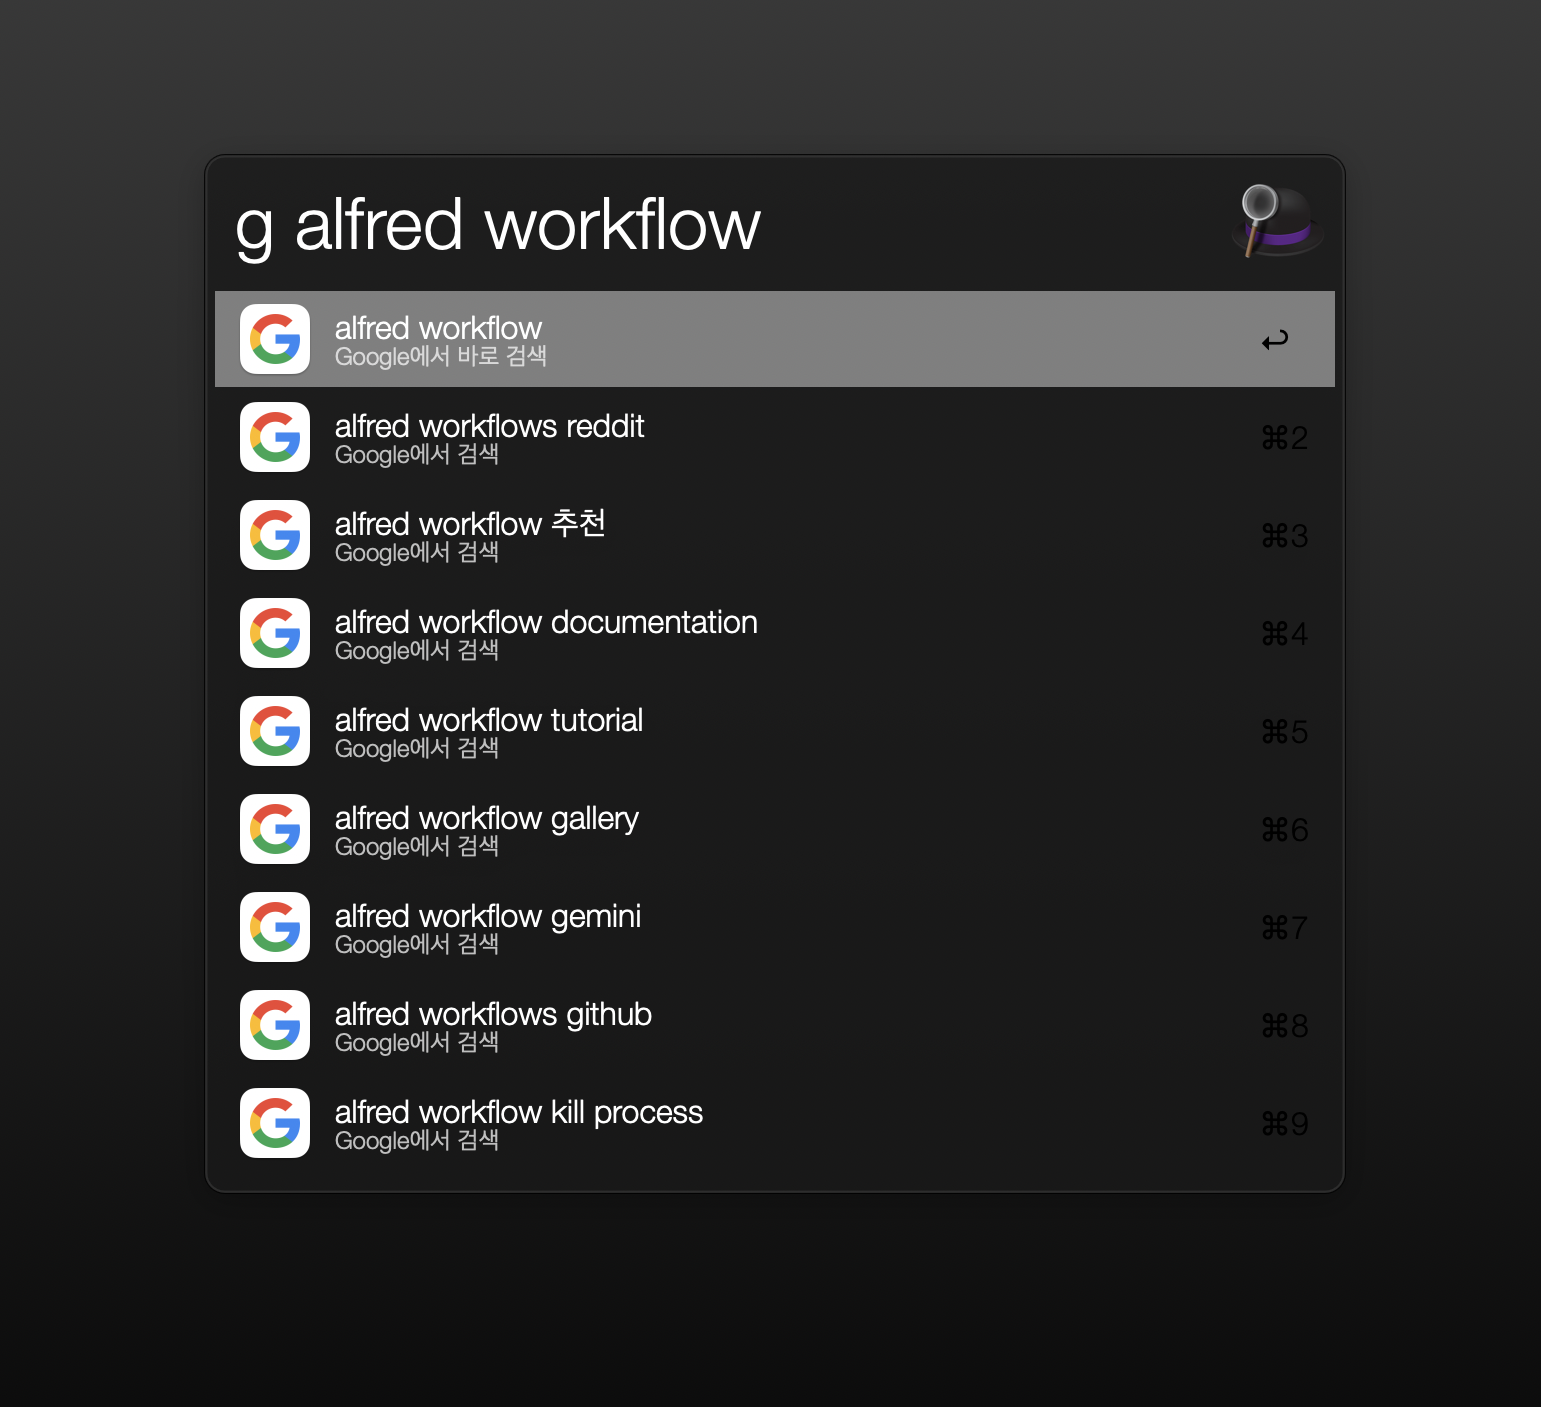 g alfred workflow
alfred workflow
Google에서 바로 검색
↩
alfred workflows reddit
Google에서 검색
⌘2
alfred workflow 추천
Google에서 검색
⌘3
alfred workflow documentation
Google에서 검색
⌘4
alfred workflow tutorial
Google에서 검색
⌘5
alfred workflow gallery
Google에서 검색
⌘6
alfred workflow gemini
Google에서 검색
⌘7
alfred workflows github
Google에서 검색
⌘8
alfred workflow kill process
Google에서 검색
⌘9